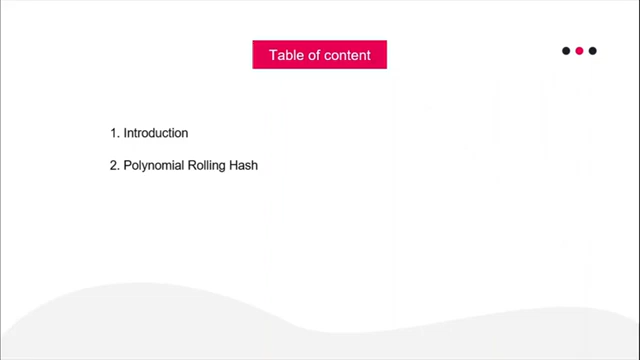 Table of content
1. Introduction
2. Polynomial Rolling Hash